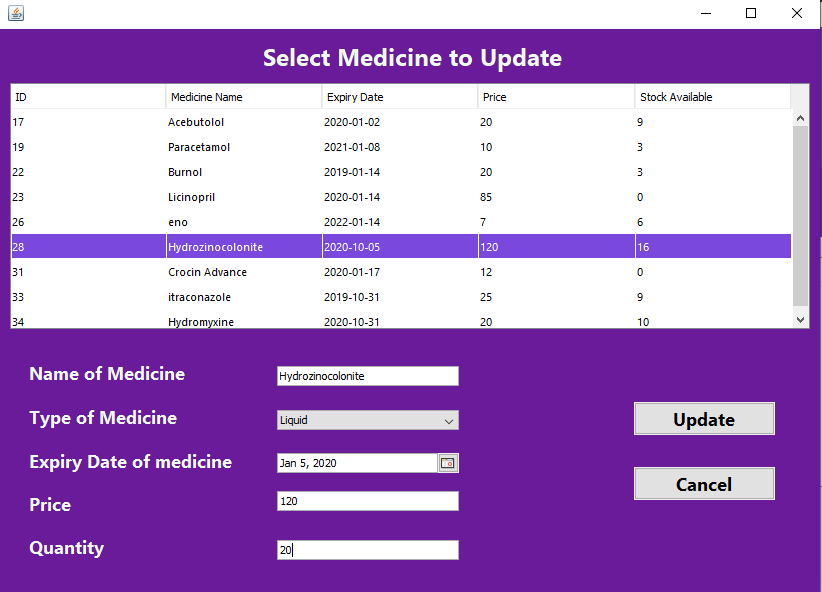 Select Medicine to Update
ID Medicine Name Expiry Date Price Stock Available
17 Acebutolol 2020-01-02 20 9
19 Paracetamol 2021-01-08 10 3
22 Burnol 2019-01-14 20 3
23 Licinopril 2020-01-14 85 0
26 eno 2022-01-14 7 6
28 Hydrozinocolonite 2020-10-05 120 16
31 Crocin Advance 2020-01-17 12 0
33 itraconazole 2019-10-31 25 9
34 Hydromyxine 2020-10-31 20 10
Name of Medicine Hydrozinocolonite
Type of Medicine Liquid Update
Expiry Date of medicine Jan 5, 2020
Price 120 Cancel
Quantity 20